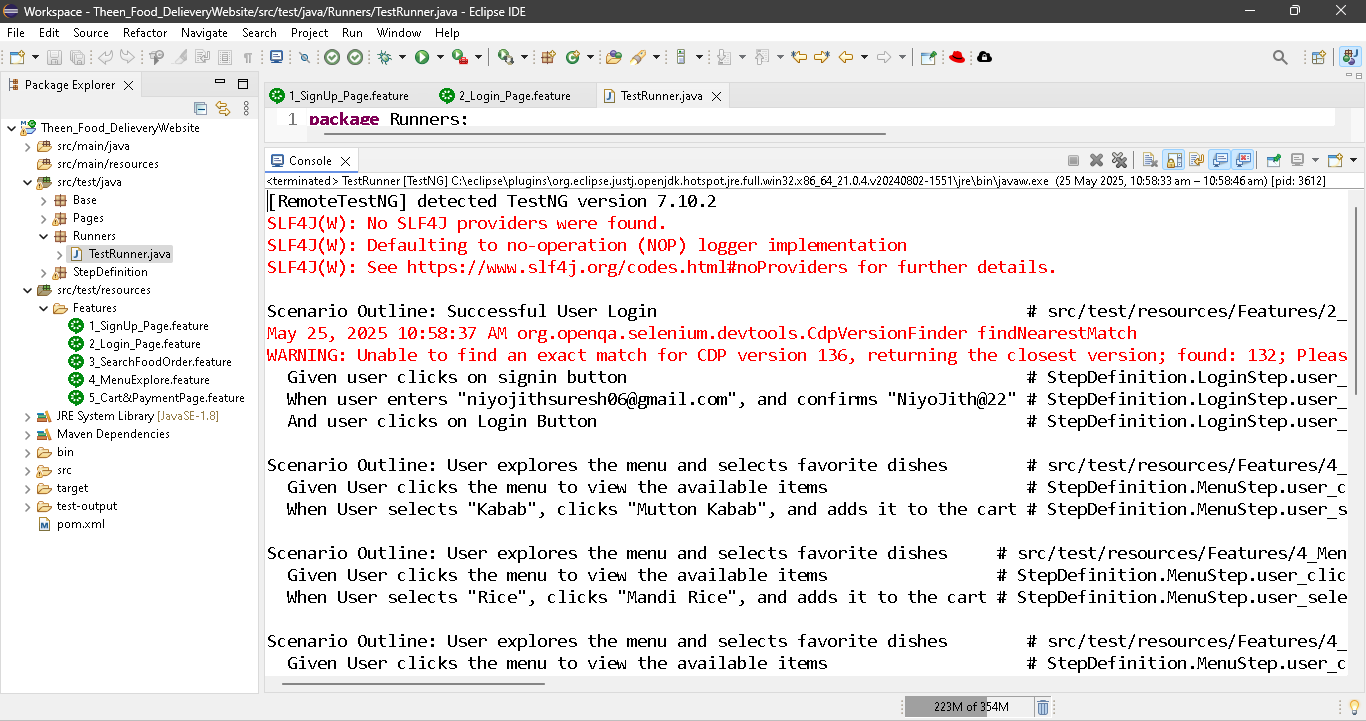 Workspace - Theen_Food_DelieveryWebsite/src/test/java/Runners/TestRunner.java - Eclipse IDE
File Edit Source Refactor Navigate Search Project Run Window Help
Package Explorer
1_SignUp_Page.feature 2_Login_Page.feature TestRunner.java
1 package Runners;
Theen_Food_DelieveryWebsite
src/main/java
src/main/resources
src/test/java
Base
Pages
Runners
TestRunner.java
StepDefinition
src/test/resources
Features
1_SignUp_Page.feature
2_Login_Page.feature
3_SearchFoodOrder.feature
4_MenuExplore.feature
5_Cart&PaymentPage.feature
JRE System Library [JavaSE-1.8]
Maven Dependencies
bin
src
target
test-output
pom.xml
Console
<terminated> TestRunner [TestNG] C:\eclipse\plugins\org.eclipse.justj.openjdk.hotspot.jre.full.win32.x86_64_21.0.4.v20240802-1551\jre\bin\javaw.exe (25 May 2025, 10:58:33 am – 10:58:46 am) [pid: 3612]
[RemoteTestNG] detected TestNG version 7.10.2
SLF4J(W): No SLF4J providers were found.
SLF4J(W): Defaulting to no-operation (NOP) logger implementation
SLF4J(W): See https://www.slf4j.org/codes.html#noProviders for further details.
Scenario Outline: Successful User Login # src/test/resources/Features/2_
May 25, 2025 10:58:37 AM org.openqa.selenium.devtools.CdpVersionFinder findNearestMatch
WARNING: Unable to find an exact match for CDP version 136, returning the closest version; found: 132; Pleas
Given user clicks on signin button # StepDefinition.LoginStep.user_
When user enters "niyojithsuresh06@gmail.com", and confirms "NiyoJith@22" # StepDefinition.LoginStep.user_
And user clicks on Login Button # StepDefinition.LoginStep.user_
Scenario Outline: User explores the menu and selects favorite dishes # src/test/resources/Features/4_
Given User clicks the menu to view the available items # StepDefinition.MenuStep.user_c
When User selects "Kabab", clicks "Mutton Kabab", and adds it to the cart # StepDefinition.MenuStep.user_s
Scenario Outline: User explores the menu and selects favorite dishes # src/test/resources/Features/4_Men
Given User clicks the menu to view the available items # StepDefinition.MenuStep.user_clic
When User selects "Rice", clicks "Mandi Rice", and adds it to the cart # StepDefinition.MenuStep.user_sele
Scenario Outline: User explores the menu and selects favorite dishes # src/test/resources/Features/4_
Given User clicks the menu to view the available items # StepDefinition.MenuStep.user_c
223M of 354M